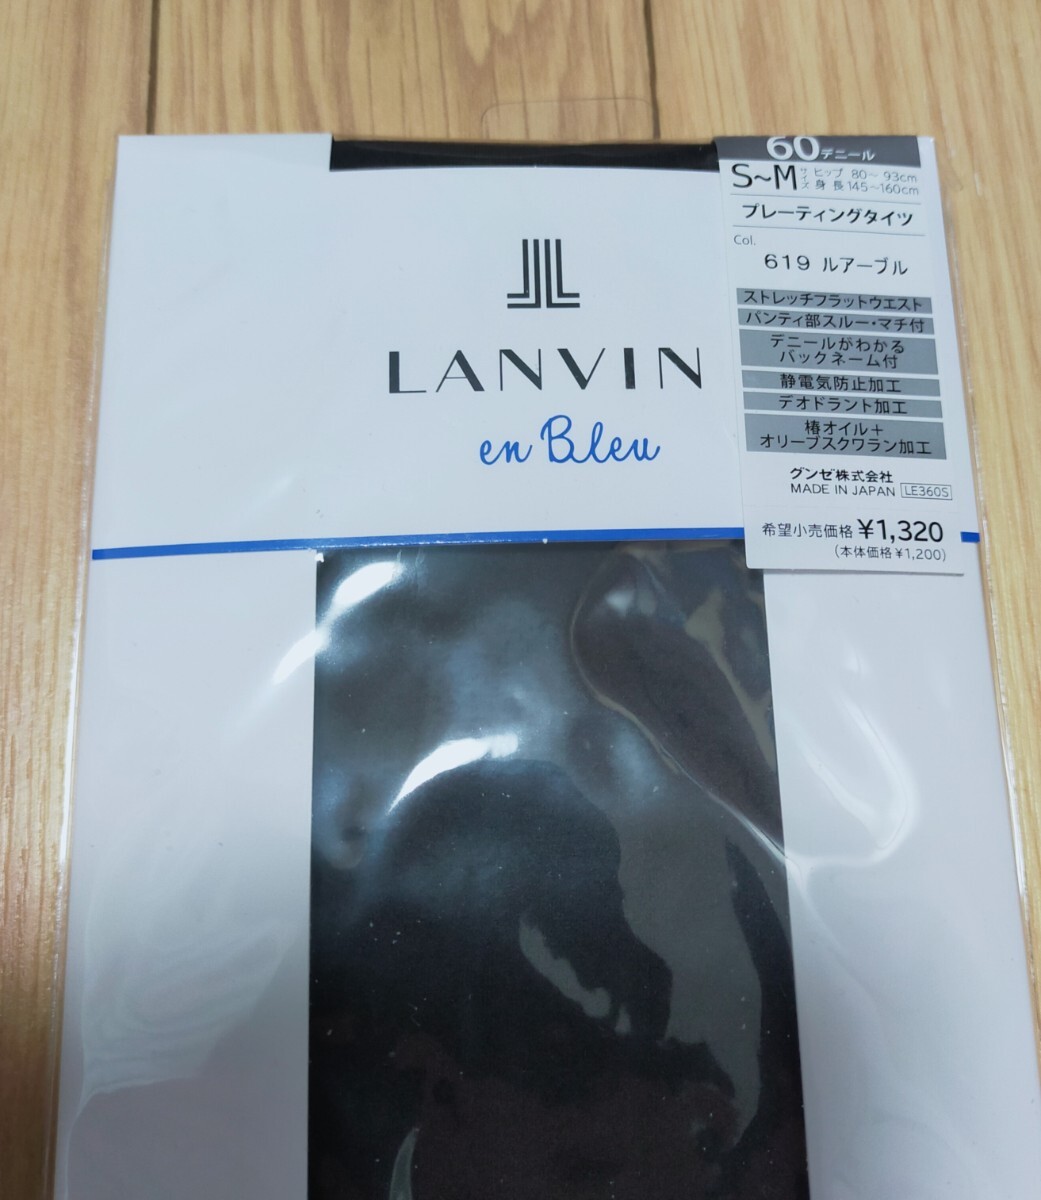 LANVIN
en Bleu
60デニール
S~M サイズ ヒップ 80~ 93cm
身長 145~160cm
プレーティングタイツ
Col.
619 ルアーブル
ストレッチフラットウエスト
パンティ部スルー・マチ付
デニールがわかる
バックネーム付
静電気防止加工
デオドラント加工
椿オイル+
オリーブスクワラン加工
グンゼ株式会社
MADE IN JAPAN LE360S
希望小売価格 ¥1,320
(本体価格 ¥1,200)